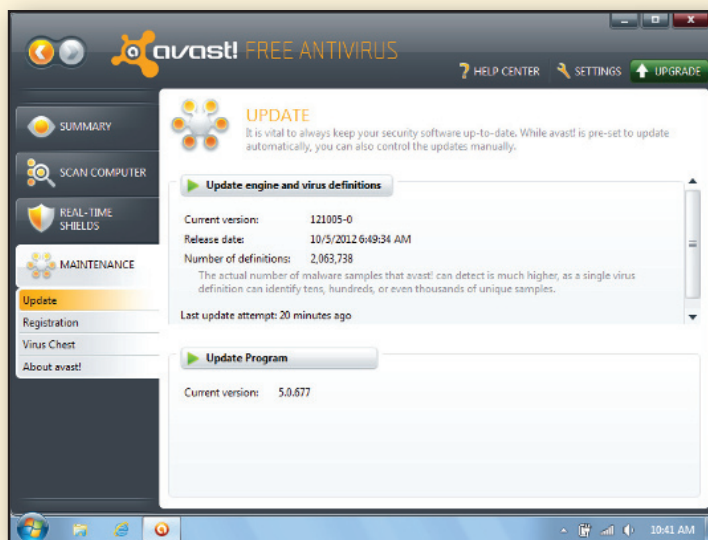 avast! FREE ANTIVIRUS
? HELP CENTER SETTINGS UPGRADE
SUMMARY
SCAN COMPUTER
REAL-TIME
SHIELDS
MAINTENANCE
Update
Registration
Virus Chest
About avast!
UPDATE
It is vital to always keep your security software up-to-date. While avast! is pre-set to update
automatically, you can also control the updates manually.
Update engine and virus definitions
Current version: 121005-0
Release date: 10/5/2012 6:49:34 AM
Number of definitions: 2,063,738
The actual number of malware samples that avast! can detect is much higher, as a single virus
definition can identify tens, hundreds, or even thousands of unique samples.
Last update attempt: 20 minutes ago
Update Program
Current version: 5.0.677
10:41 AM